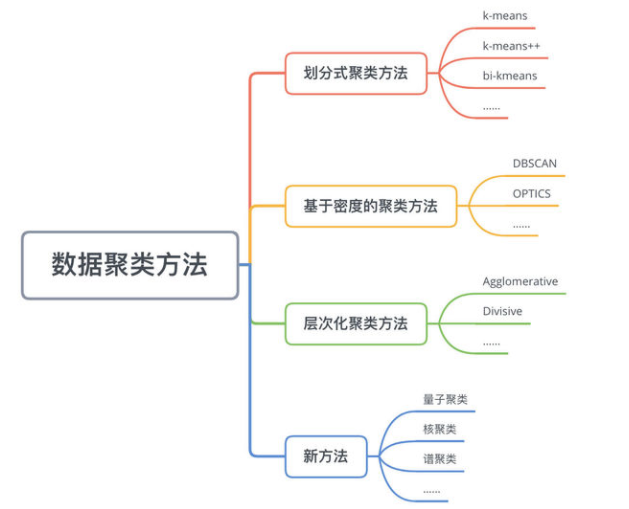 数据聚类方法
划分式聚类方法
k-means
k-means++
bi-kmeans
......
基于密度的聚类方法
DBSCAN
OPTICS
......
层次化聚类方法
Agglomerative
Divisive
......
新方法
量子聚类
核聚类
谱聚类
......